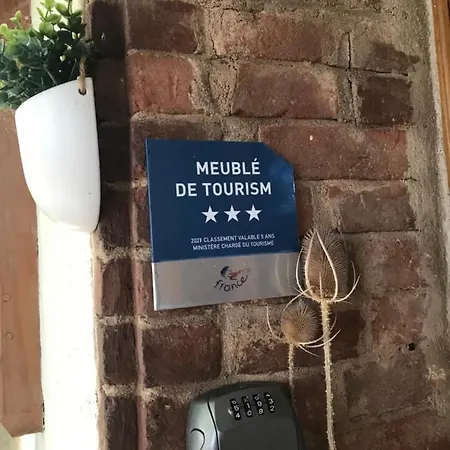 MEUBLÉ
DE TOURISM
2021 CLASSEMENT VALABLE 5 ANS
MINISTÈRE CHARGÉ DU TOURISME
france